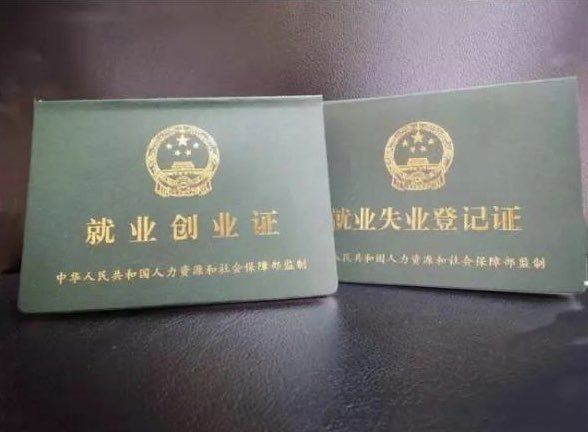 就业创业证
中华人民共和国人力资源和社会保障部监制
就业失业登记证
人民共和国人力资源和社会保障部监制